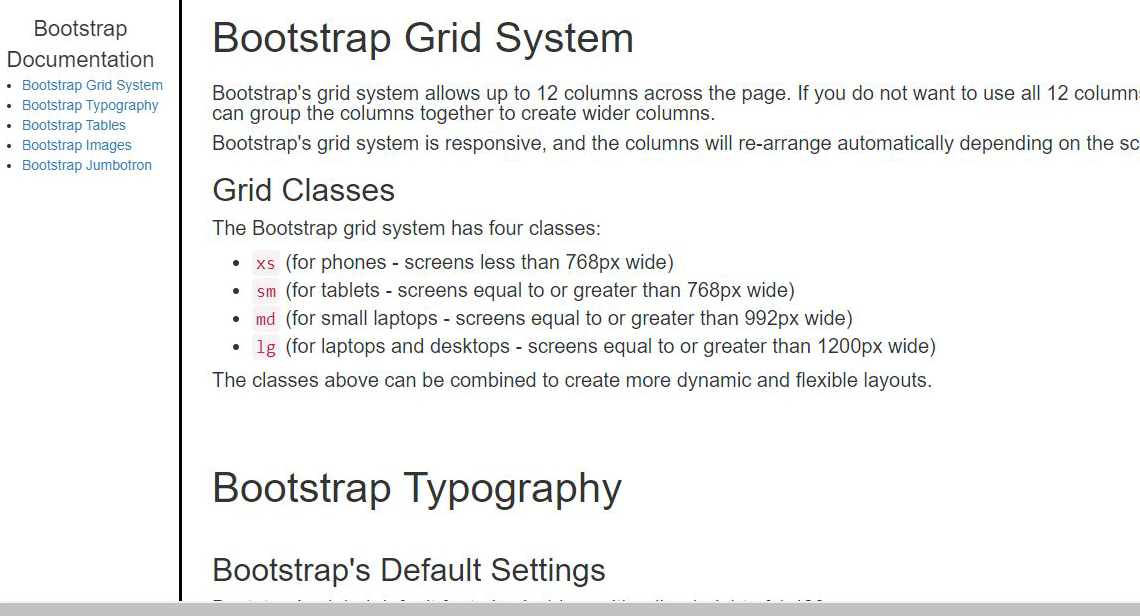 Bootstrap
Documentation
Bootstrap Grid System
Bootstrap Typography
Bootstrap Tables
Bootstrap Images
Bootstrap Jumbotron
Bootstrap Grid System
Bootstrap's grid system allows up to 12 columns across the page. If you do not want to use all 12 column
can group the columns together to create wider columns.
Bootstrap's grid system is responsive, and the columns will re-arrange automatically depending on the sc
Grid Classes
The Bootstrap grid system has four classes:
• xs (for phones - screens less than 768px wide)
• sm (for tablets - screens equal to or greater than 768px wide)
• md (for small laptops - screens equal to or greater than 992px wide)
• lg (for laptops and desktops - screens equal to or greater than 1200px wide)
The classes above can be combined to create more dynamic and flexible layouts.
Bootstrap Typography
Bootstrap's Default Settings